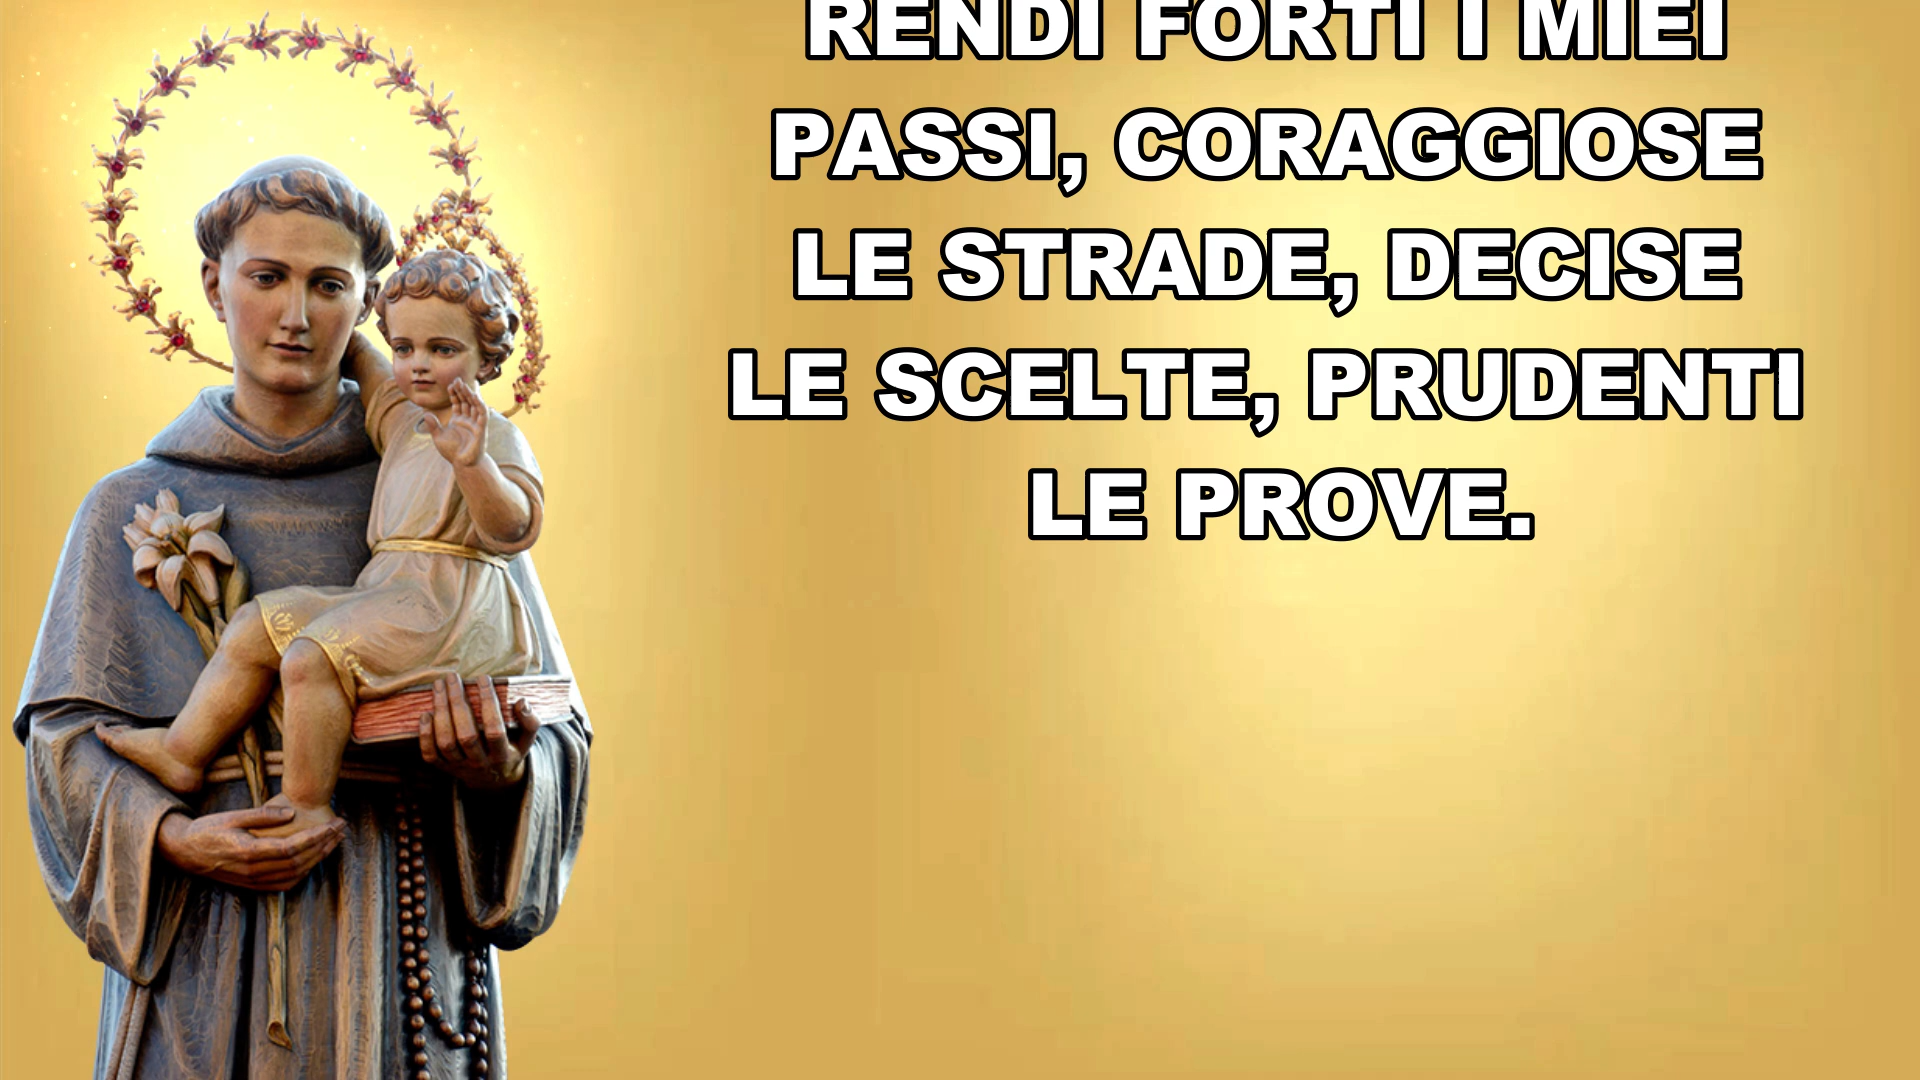 RENDI FORTI I MIEI
PASSI, CORAGGIOSE
LE STRADE, DECISE
LE SCELTE, PRUDENTI
LE PROVE.